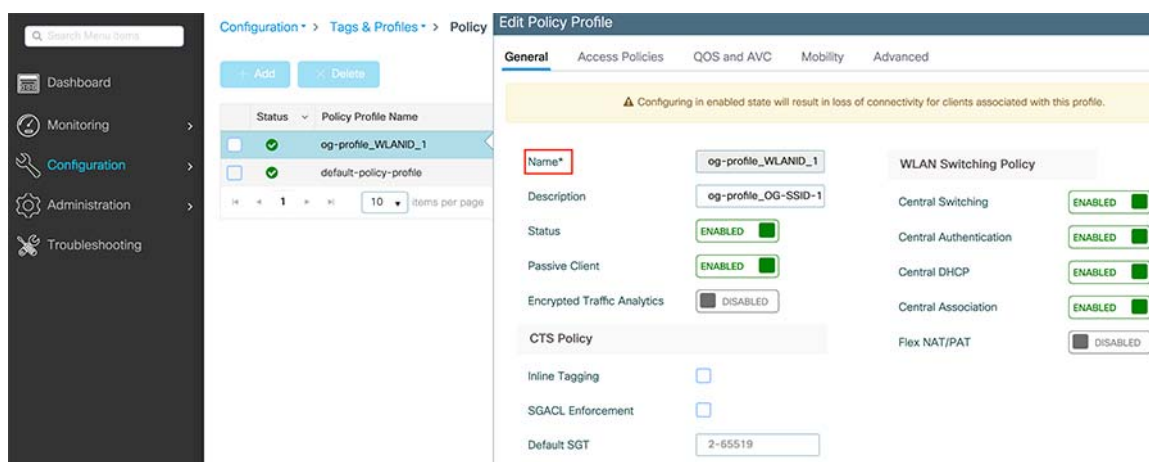 Search Menu Items
Dashboard
Monitoring
Configuration
Administration
Troubleshooting
Configuration > Tags & Profiles > Policy
+ Add
× Delete
Status
Policy Profile Name
og-profile_WLANID_1
default-policy-profile
1
10
items per page
Edit Policy Profile
General
Access Policies
QOS and AVC
Mobility
Advanced
Configuring in enabled state will result in loss of connectivity for clients associated with this profile.
Name* og-profile_WLANID_1
Description og-profile_OG-SSID-1
Status ENABLED
Passive Client ENABLED
Encrypted Traffic Analytics DISABLED
CTS Policy
Inline Tagging
SGACL Enforcement
Default SGT 2-65519
WLAN Switching Policy
Central Switching ENABLED
Central Authentication ENABLED
Central DHCP ENABLED
Central Association ENABLED
Flex NAT/PAT DISABLED